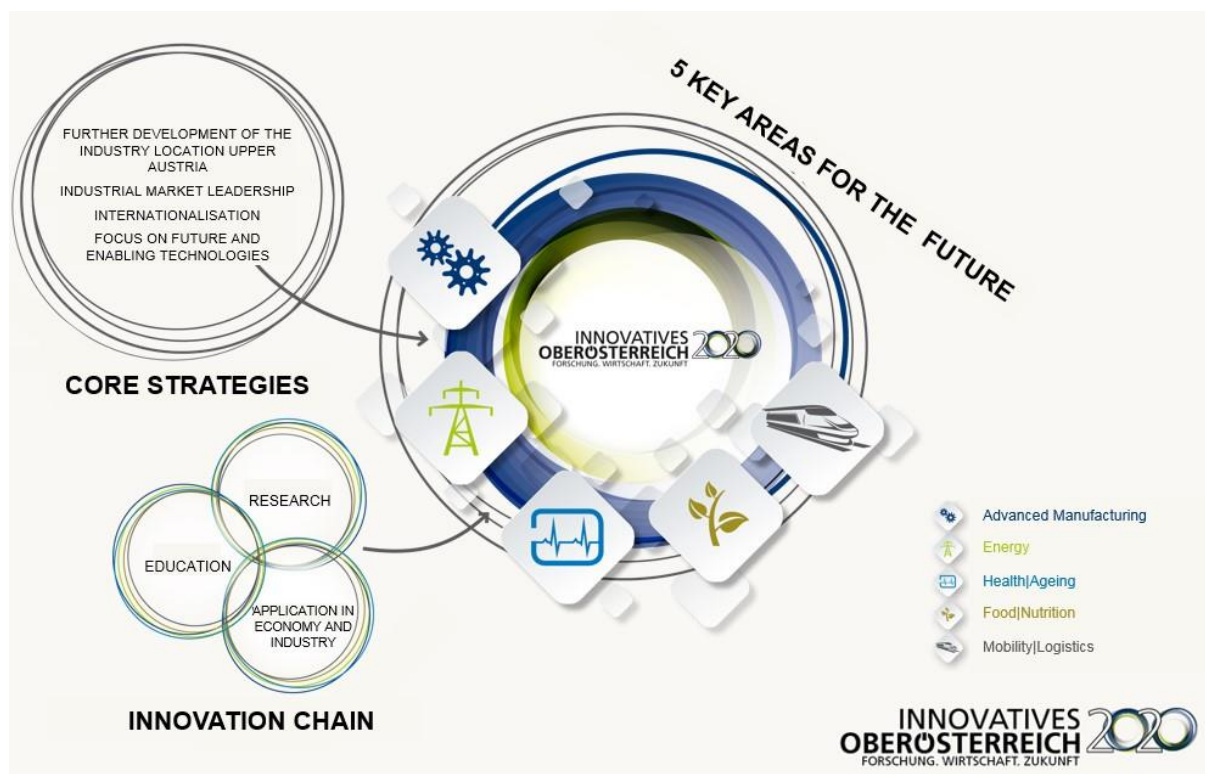 FURTHER DEVELOPMENT OF THE
INDUSTRY LOCATION UPPER
AUSTRIA
INDUSTRIAL MARKET LEADERSHIP
INTERNATIONALISATION
FOCUS ON FUTURE AND
ENABLING TECHNOLOGIES
CORE STRATEGIES
5 KEY AREAS FOR THE FUTURE
INNOVATIVES
OBERÖSTERREICH 2020
FORSCHUNG. WIRTSCHAFT. ZUKUNFT
RESEARCH
EDUCATION
APPLICATION IN
ECONOMY AND
INDUSTRY
INNOVATION CHAIN
Advanced Manufacturing
Energy
Health|Ageing
Food|Nutrition
Mobility|Logistics
INNOVATIVES
OBERÖSTERREICH 2020
FORSCHUNG. WIRTSCHAFT. ZUKUNFT